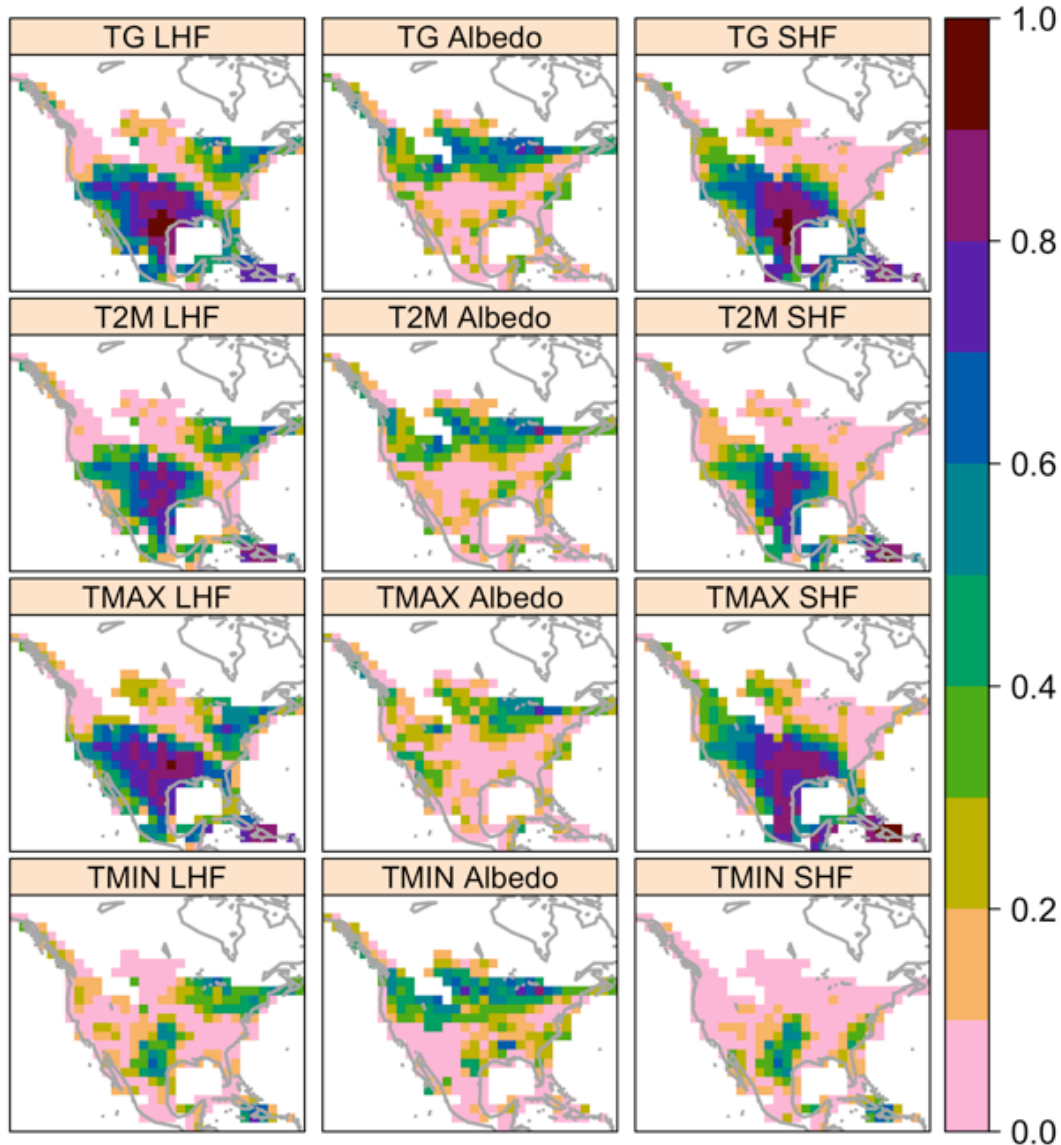 TG LHF
TG Albedo
TG SHF
T2M LHF
T2M Albedo
T2M SHF
TMAX LHF
TMAX Albedo
TMAX SHF
TMIN LHF
TMIN Albedo
TMIN SHF
1.0
0.8
0.6
0.4
0.2
0.0